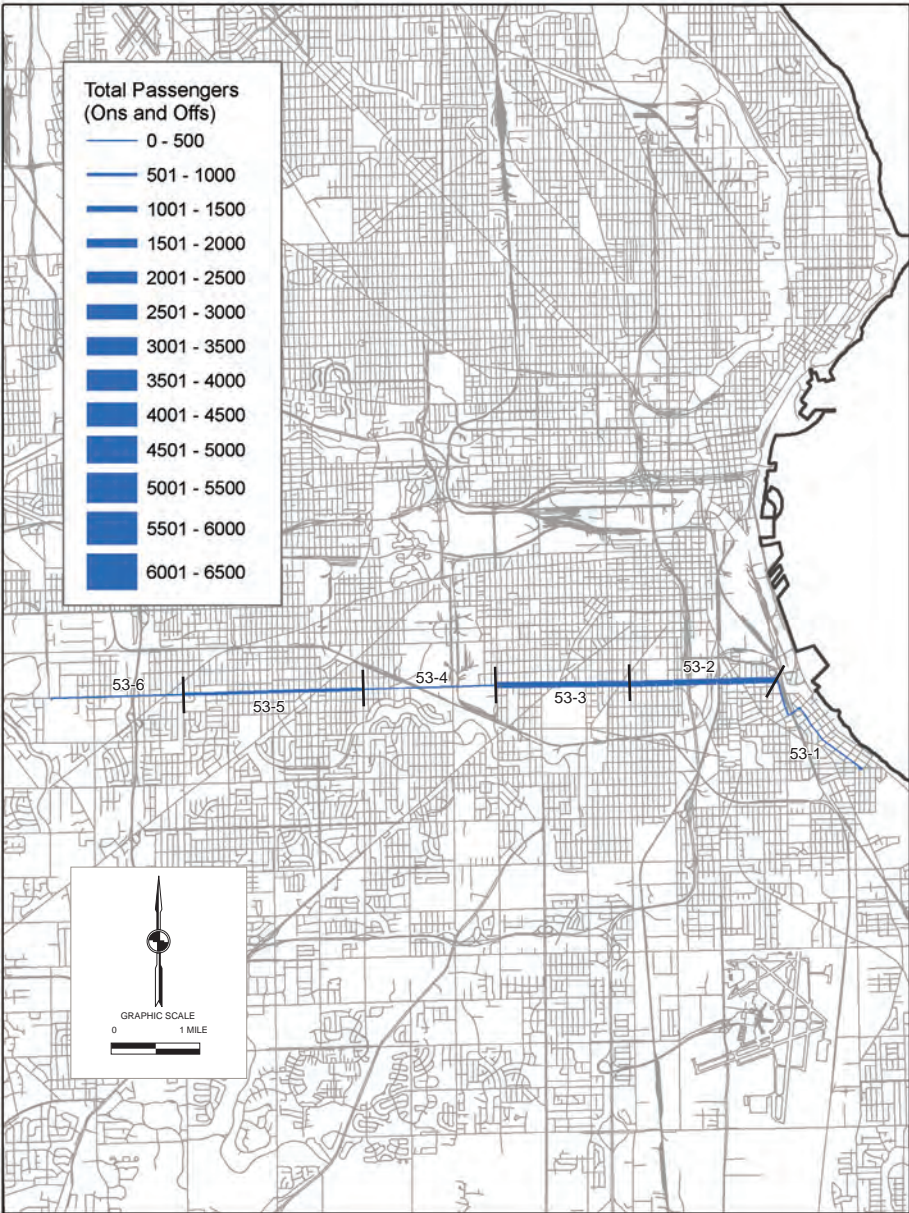 Total Passengers
(Ons and Offs)
0 - 500
501 - 1000
1001 - 1500
1501 - 2000
2001 - 2500
2501 - 3000
3001 - 3500
3501 - 4000
4001 - 4500
4501 - 5000
5001 - 5500
5501 - 6000
6001 - 6500
53-6
53-5
53-4
53-3
53-2
53-1
GRAPHIC SCALE
0 1 MILE